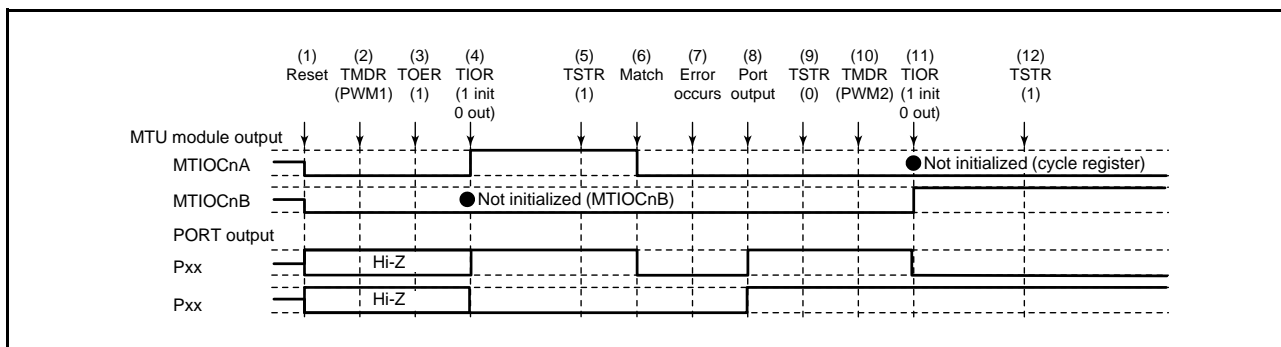 (1) (2) (3) (4) (5) (6) (7) (8) (9) (10) (11) (12)
Reset TMDR TOER TIOR TSTR Match Error Port TSTR TMDR TIOR TSTR
(PWM1) (1) (1 init (1) occurs output (0) (PWM2) (1 init (1)
0 out) 0 out)
MTU module output
MTIOCnA Not initialized (cycle register)
MTIOCnB Not initialized (MTIOCnB)
PORT output
Pxx Hi-Z
Pxx Hi-Z